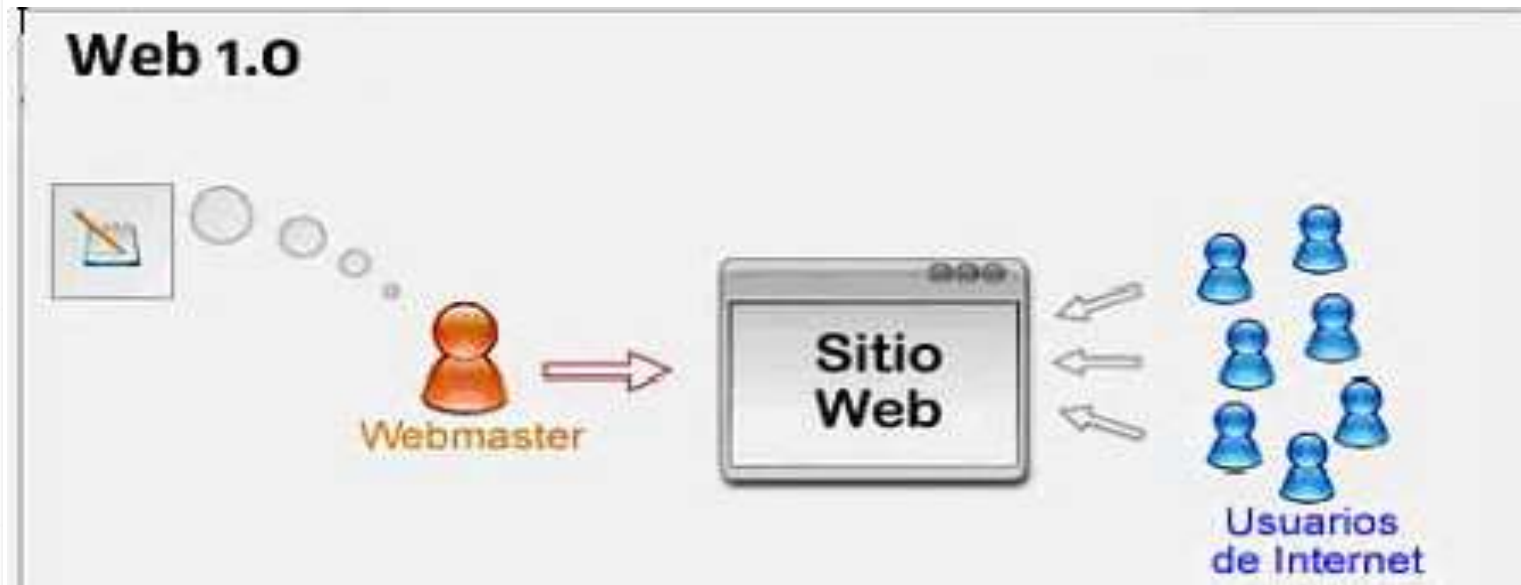 Web 1.0
Sitio
Web
Webmaster
Usuarios
de Internet